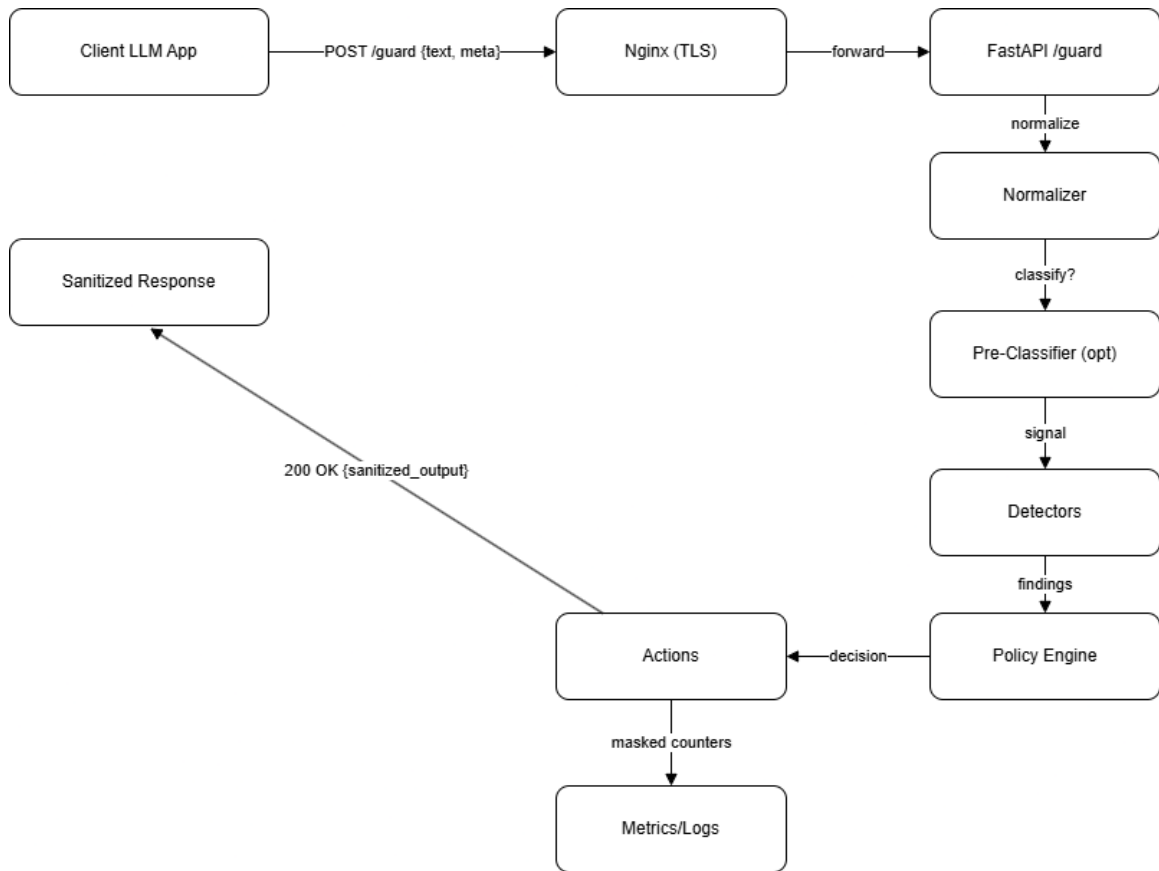 Client LLM App
POST /guard {text, meta}
Nginx (TLS)
forward
FastAPI /guard
normalize
Normalizer
classify?
Sanitized Response
Pre-Classifier (opt)
signal
200 OK {sanitized_output}
Detectors
findings
Actions
decision
Policy Engine
masked counters
Metrics/Logs